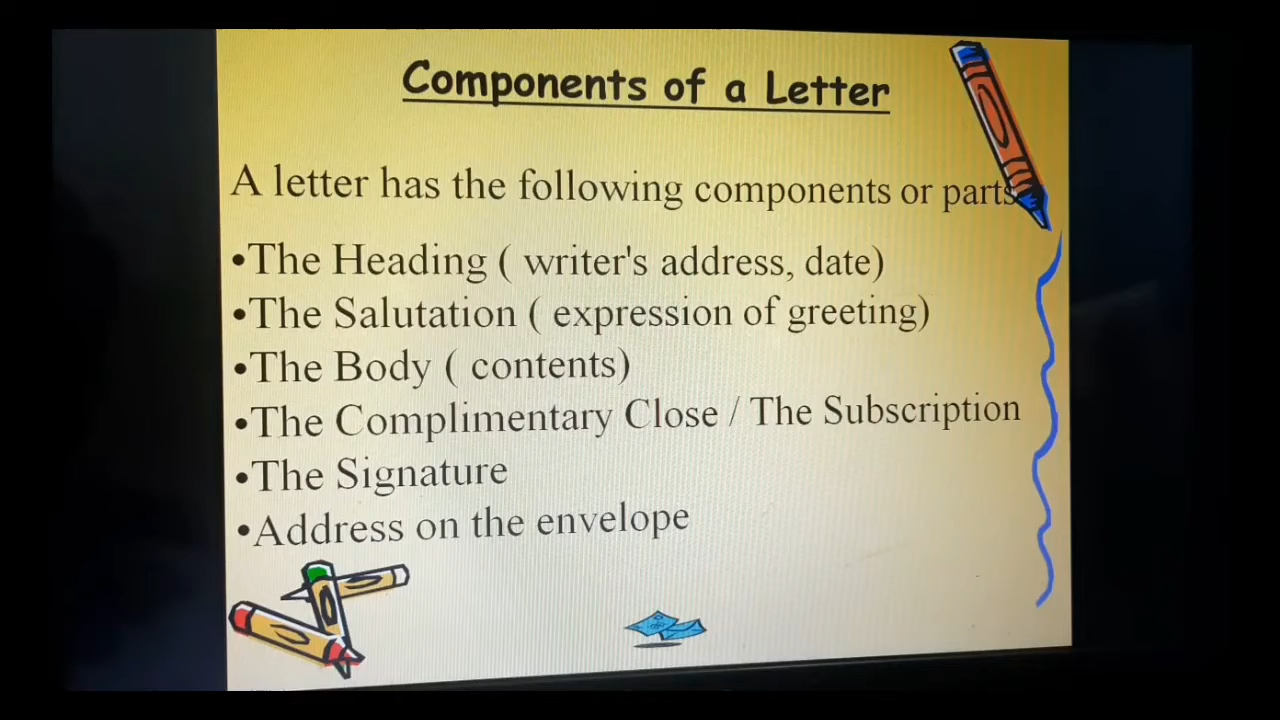 Components of a Letter
A letter has the following components or parts
•The Heading ( writer's address, date)
•The Salutation ( expression of greeting)
•The Body ( contents)
•The Complimentary Close / The Subscription
•The Signature
•Address on the envelope